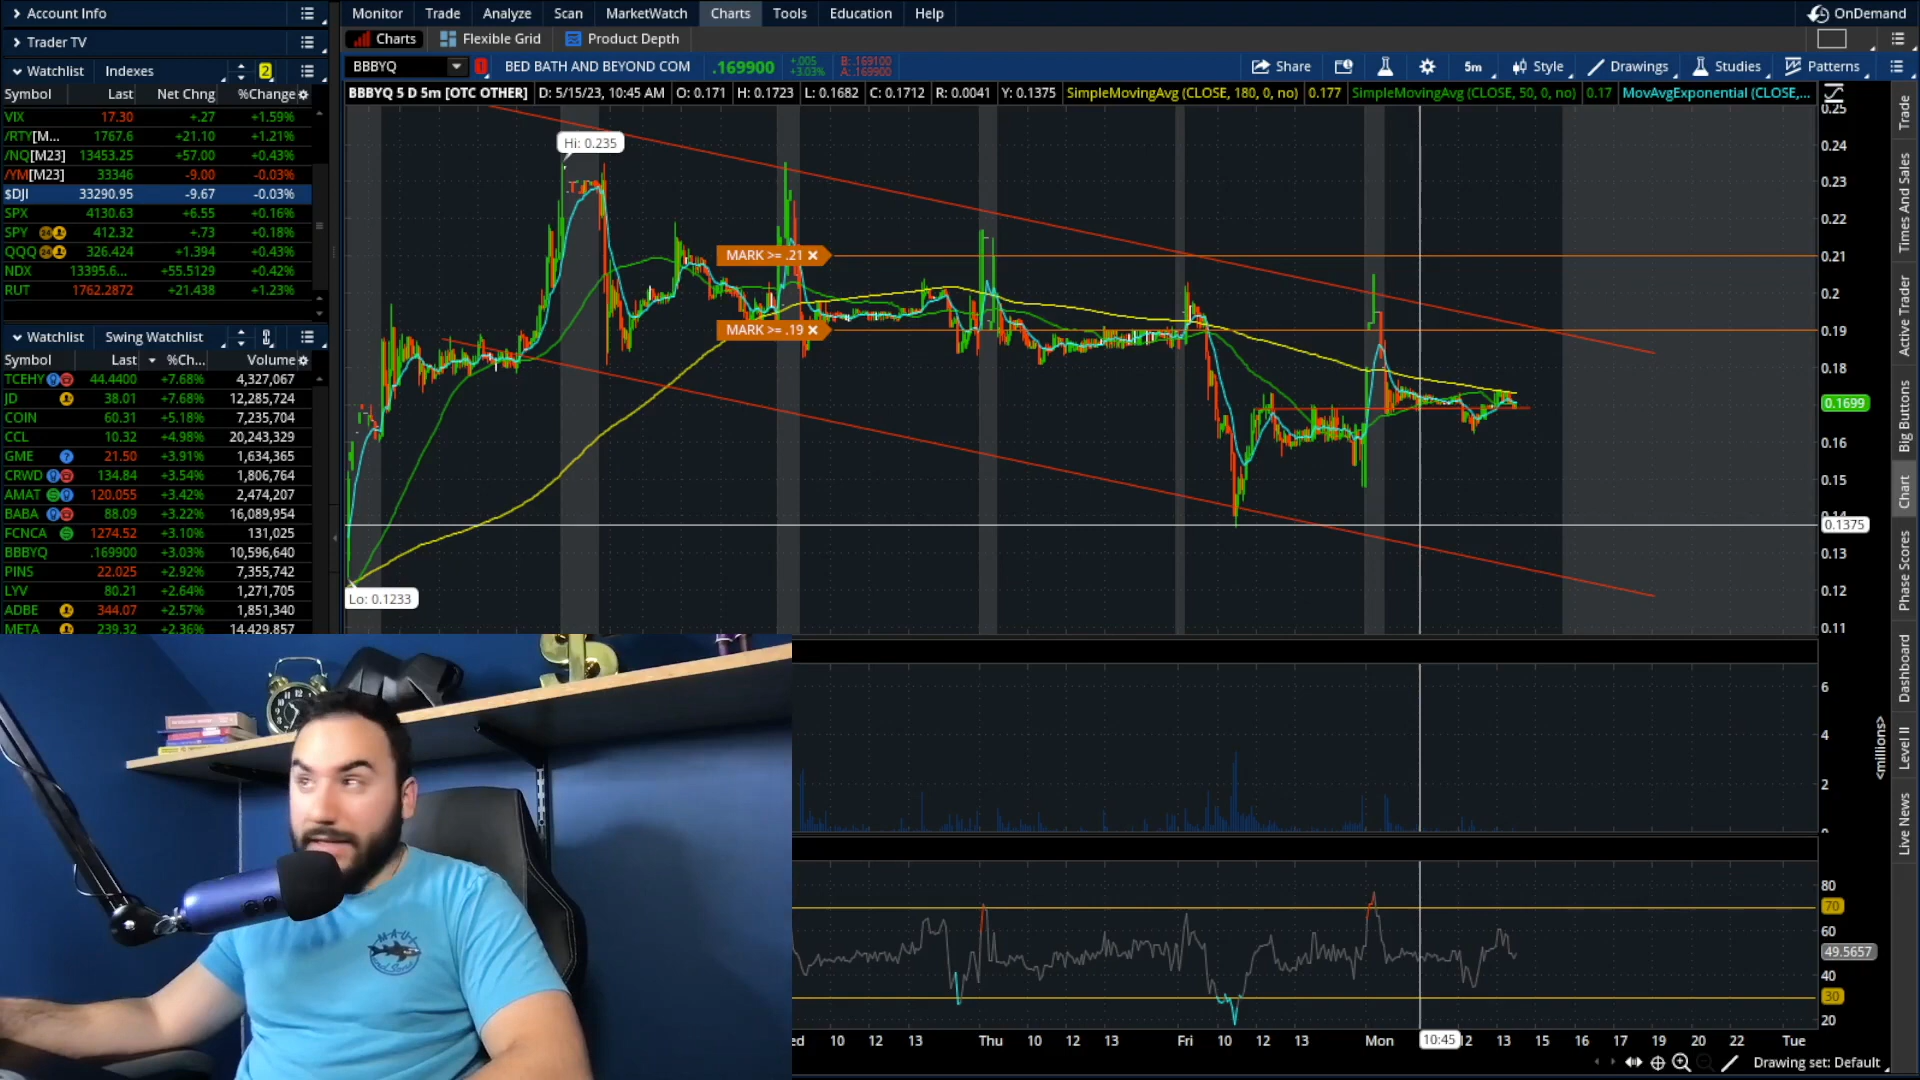 Account Info
Trader TV
Watchlist Indexes 2
Symbol Last Net Chng %Change
VIX 17.30 +.27 +1.59%
/RTY[M... 1767.6 +21.10 +1.21%
/NQ[M23] 13453.25 +57.00 +0.43%
/YM[M23] 33346 -9.00 -0.03%
$DJI 33290.95 -9.67 -0.03%
SPX 4130.63 +6.55 +0.16%
SPY 412.32 +.73 +0.18%
QQQ 326.424 +1.394 +0.43%
NDX 13395.6... +55.5129 +0.42%
RUT 1762.2872 +21.438 +1.23%
Watchlist Swing Watchlist
Symbol Last %Ch... Volume
TCEHY 44.4400 +7.68% 4,327,067
JD 38.01 +7.68% 12,285,724
COIN 60.31 +5.18% 7,235,704
CCL 10.32 +4.98% 20,243,329
GME 21.50 +3.91% 1,634,365
CRWD 134.84 +3.54% 1,806,764
AMAT 120.055 +3.42% 2,474,207
BABA 88.09 +3.22% 16,089,954
FCNCA 1274.52 +3.10% 131,025
BBBYQ .169900 +3.03% 10,596,640
PINS 22.025 +2.92% 7,355,742
LYV 80.21 +2.64% 1,271,705
ADBE 344.07 +2.57% 1,851,340
META 239.32 +2.36% 14,429,857
Monitor Trade Analyze Scan MarketWatch Charts Tools Education Help OnDemand
Charts Flexible Grid Product Depth
BBBYQ 1 BED BATH AND BEYOND COM .169900 +.005 +3.03% B: .169100 A: .169900 Share 5m Style Drawings Studies Patterns
BBBYQ 5 D 5m [OTC OTHER] D: 5/15/23, 10:45 AM O: 0.171 H: 0.1723 L: 0.1682 C: 0.1712 R: 0.0041 Y: 0.1375 SimpleMovingAvg (CLOSE, 180, 0, no) 0.177 SimpleMovingAvg (CLOSE, 50, 0, no) 0.17 MovAvgExponential (CLOSE,...
Hi: 0.235
MARK >= .21
MARK >= .19
Lo: 0.1233
0.25
0.24
0.23
0.22
0.21
0.2
0.19
0.18
0.1699
0.16
0.15
0.14
0.1375
0.13
0.12
0.11
6
4
2
0
<millions>
80
70
60
49.5657
40
30
20
ed 10 12 13 Thu 10 12 13 Fri 10 12 13 Mon 10:45 12 13 15 16 17 19 20 22 Tue
Drawing set: Default
Trade
Times And Sales
Active Trader
Big Buttons
Chart
Phase Scores
Dashboard
Level II
Live News
MAUI